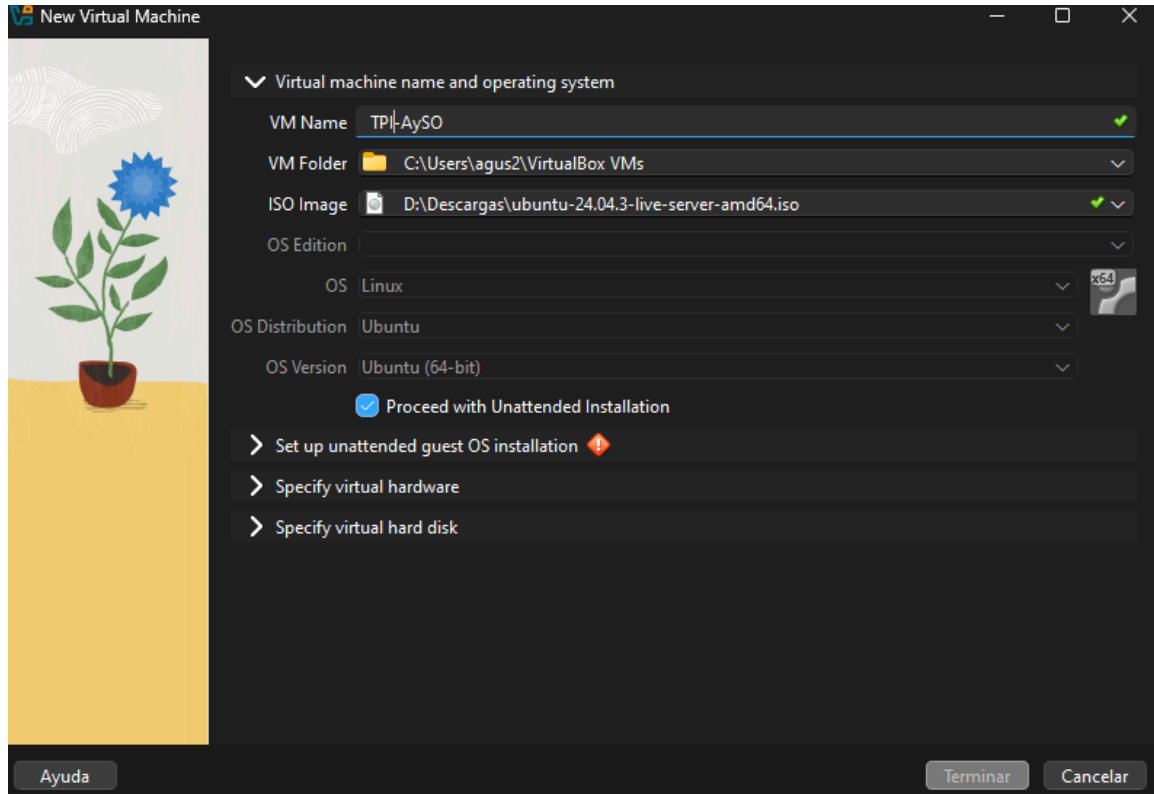 New Virtual Machine
Virtual machine name and operating system
VM Name TPI-AySO
VM Folder C:\Users\agus2\VirtualBox VMs
ISO Image D:\Descargas\ubuntu-24.04.3-live-server-amd64.iso
OS Edition
OS Linux
x64
OS Distribution Ubuntu
OS Version Ubuntu (64-bit)
Proceed with Unattended Installation
Set up unattended guest OS installation
Specify virtual hardware
Specify virtual hard disk
Ayuda Terminar Cancelar